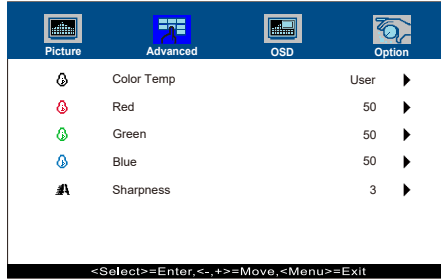 Picture Advanced OSD Option
Color Temp User
Red 50
Green 50
Blue 50
Sharpness 3
<Select>=Enter,<-,+>=Move,<Menu>=Exit